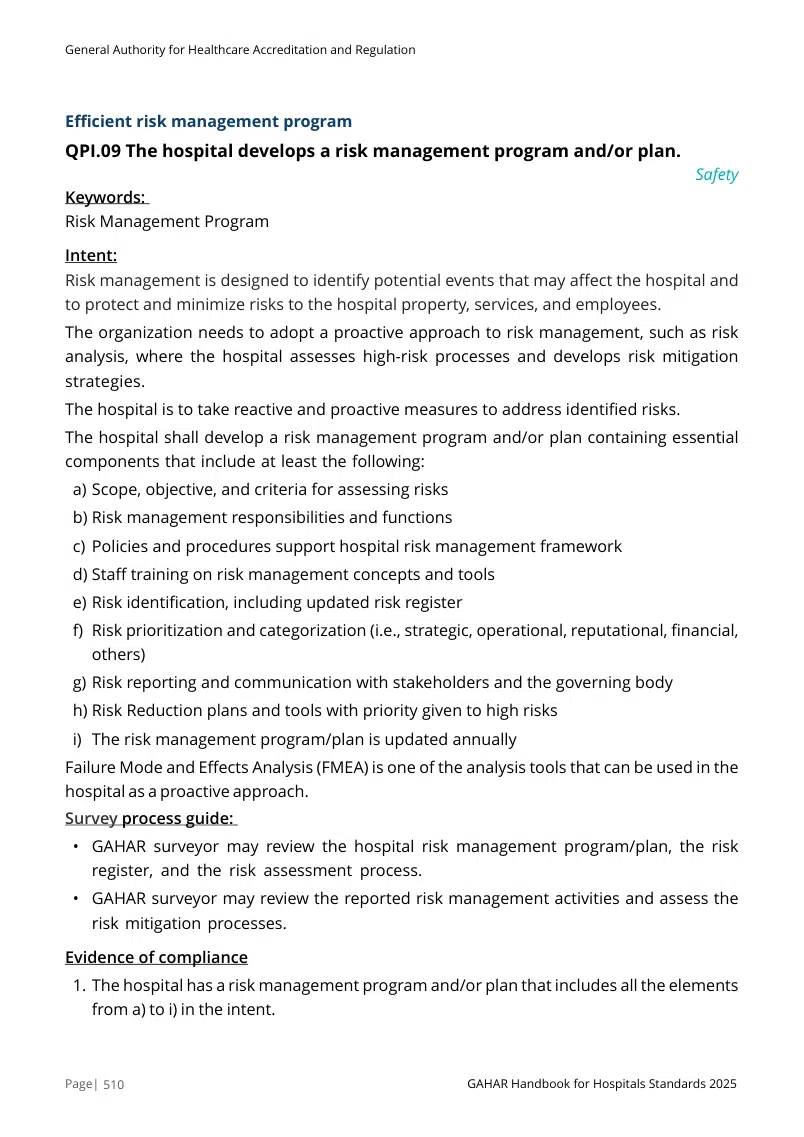 General Authority for Healthcare Accreditation and Regulation
Efficient risk management program
QPI.09 The hospital develops a risk management program and/or plan.
Safety
Keywords:
Risk Management Program
Intent:
Risk management is designed to identify potential events that may affect the hospital and
to protect and minimize risks to the hospital property, services, and employees.
The organization needs to adopt a proactive approach to risk management, such as risk
analysis, where the hospital assesses high-risk processes and develops risk mitigation
strategies.
The hospital is to take reactive and proactive measures to address identified risks.
The hospital shall develop a risk management program and/or plan containing essential
components that include at least the following:
a) Scope, objective, and criteria for assessing risks
b) Risk management responsibilities and functions
c) Policies and procedures support hospital risk management framework
d) Staff training on risk management concepts and tools
e) Risk identification, including updated risk register
f) Risk prioritization and categorization (i.e., strategic, operational, reputational, financial,
others)
g) Risk reporting and communication with stakeholders and the governing body
h) Risk Reduction plans and tools with priority given to high risks
i) The risk management program/plan is updated annually
Failure Mode and Effects Analysis (FMEA) is one of the analysis tools that can be used in the
hospital as a proactive approach.
Survey process guide:
• GAHAR surveyor may review the hospital risk management program/plan, the risk
register, and the risk assessment process.
• GAHAR surveyor may review the reported risk management activities and assess the
risk mitigation processes.
Evidence of compliance
1. The hospital has a risk management program and/or plan that includes all the elements
from a) to i) in the intent.
Page| 510
GAHAR Handbook for Hospitals Standards 2025